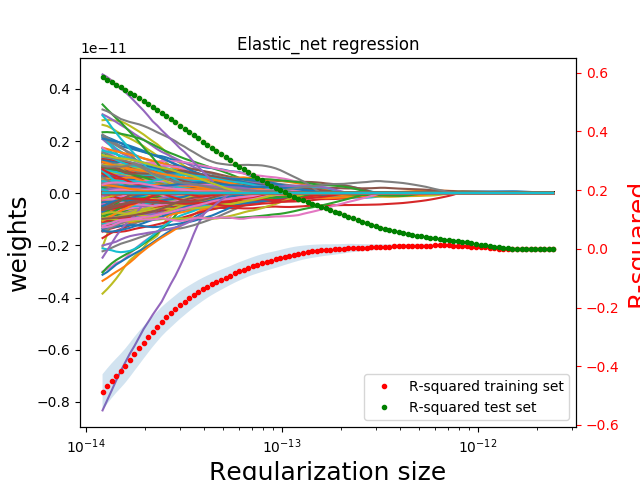 Elastic_net regression
1e−11
0.4
0.2
0.0
−0.2
−0.4
−0.6
−0.8
weights
0.6
0.4
0.2
0.0
−0.2
−0.4
−0.6
R-squared
R-squared training set
R-squared test set
10⁻¹⁴
10⁻¹³
10⁻¹²
Regularization size